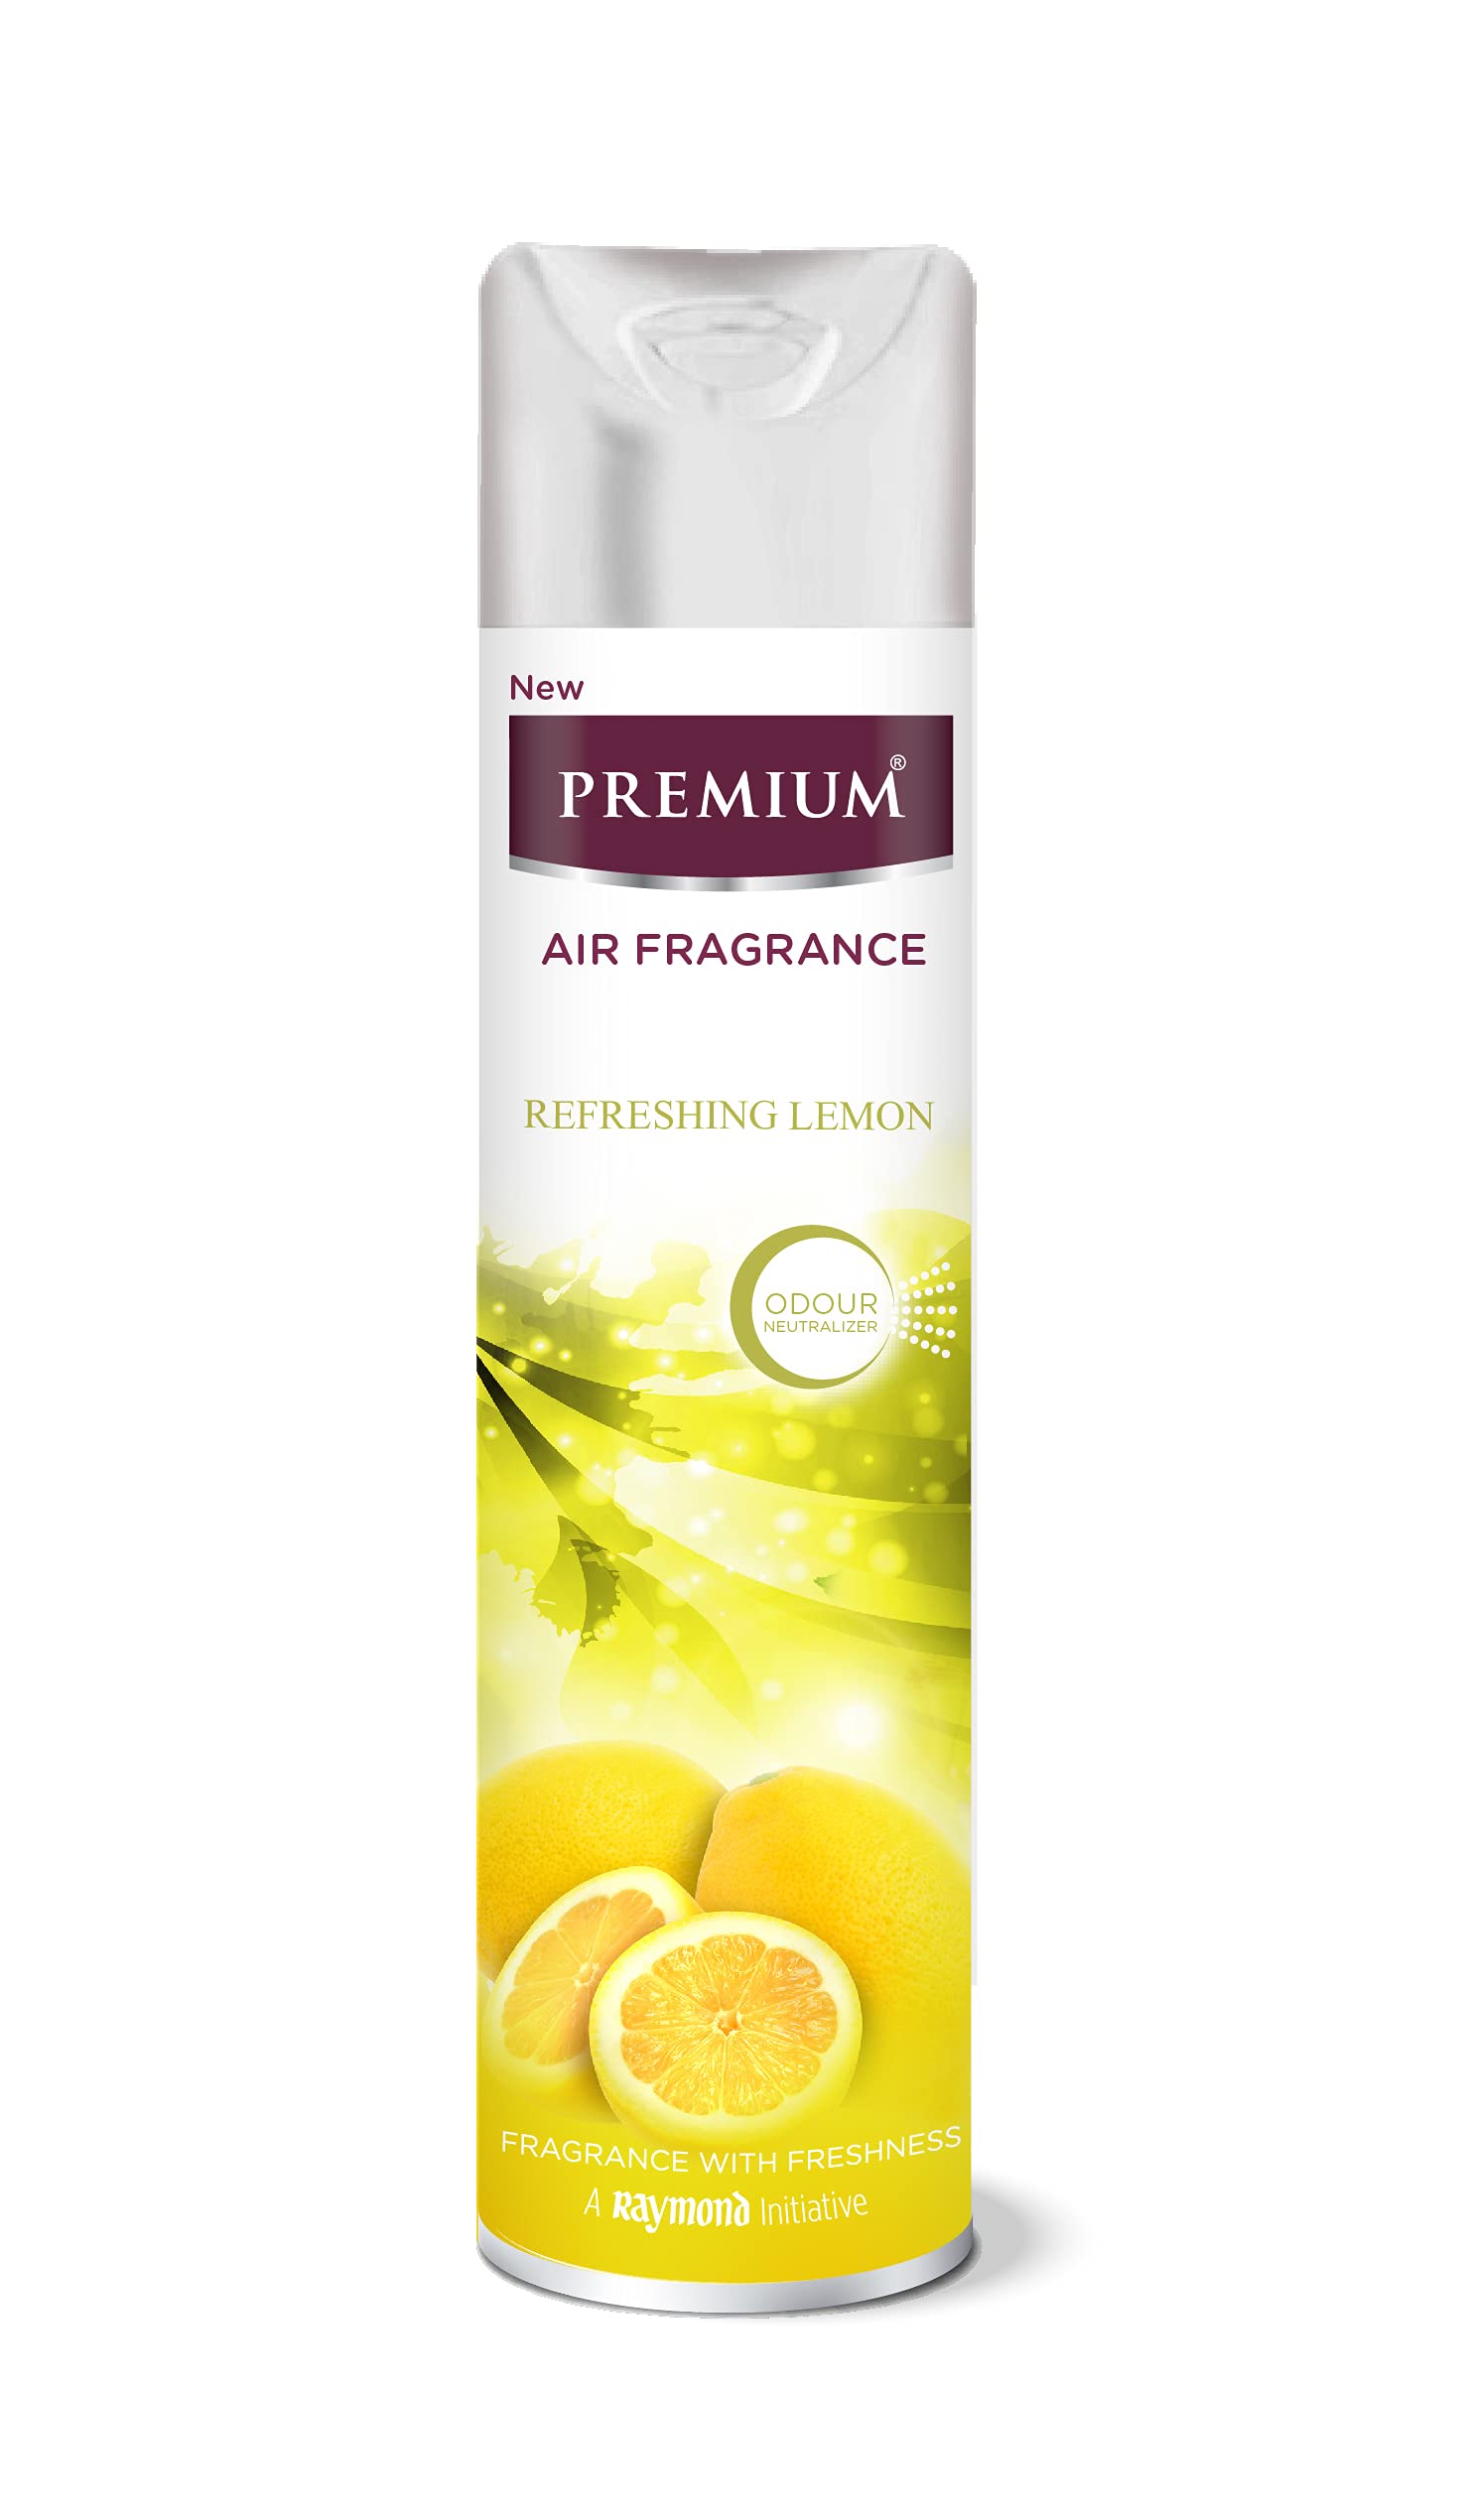 New
PREMIUM®
AIR FRAGRANCE
REFRESHING LEMON
ODOUR
NEUTRALIZER
FRAGRANCE WITH FRESHNESS
A Raymond Initiative